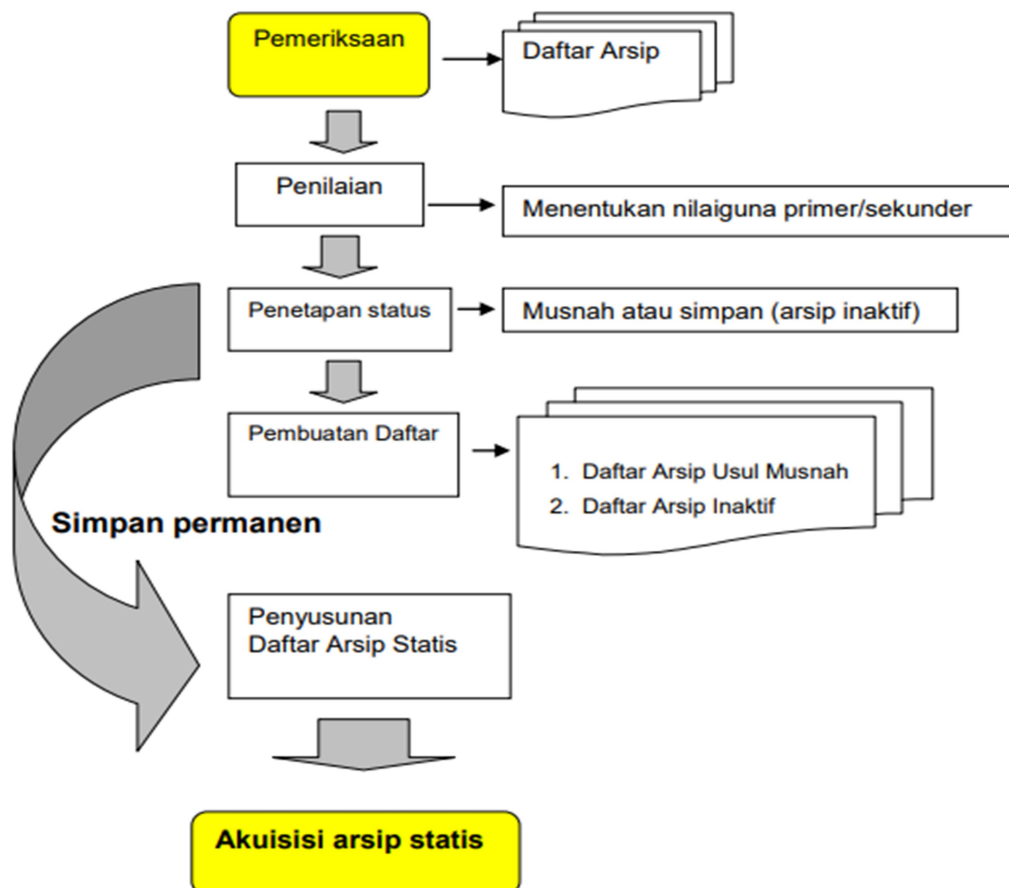 Pemeriksaan
Daftar Arsip
Penilaian
Menentukan nilaiguna primer/sekunder
Penetapan status
Musnah atau simpan (arsip inaktif)
Pembuatan Daftar
1. Daftar Arsip Usul Musnah
2. Daftar Arsip Inaktif
Simpan permanen
Penyusunan
Daftar Arsip Statis
Akuisisi arsip statis